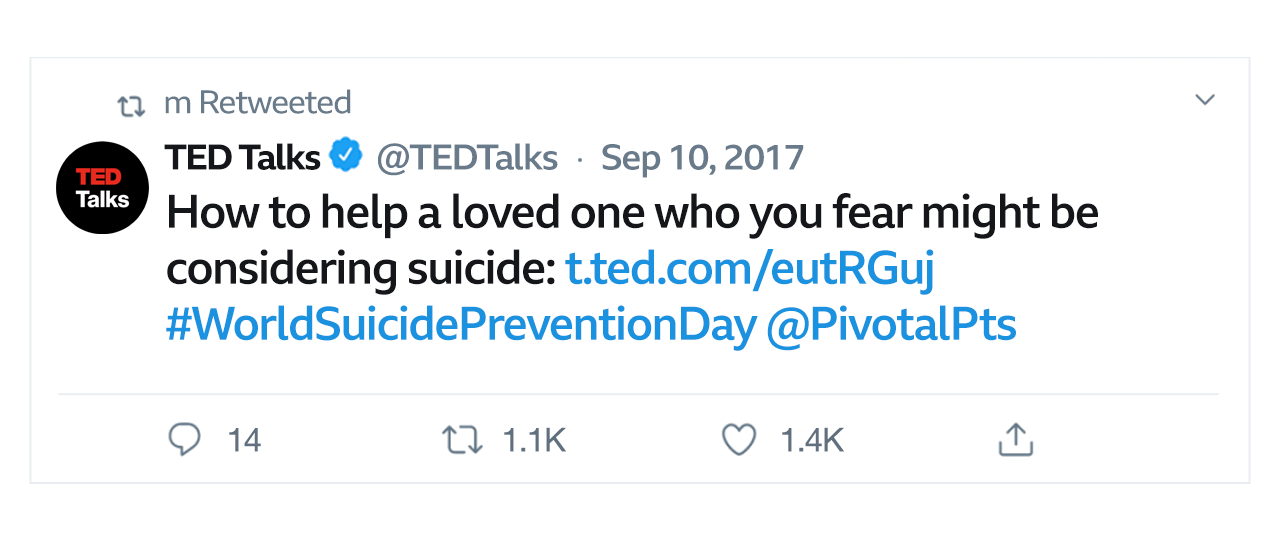 m Retweeted
TED Talks @TEDTalks · Sep 10, 2017
TED
Talks
How to help a loved one who you fear might be
considering suicide: t.ted.com/eutRGuj
#WorldSuicidePreventionDay @PivotalPts
14 1.1K 1.4K